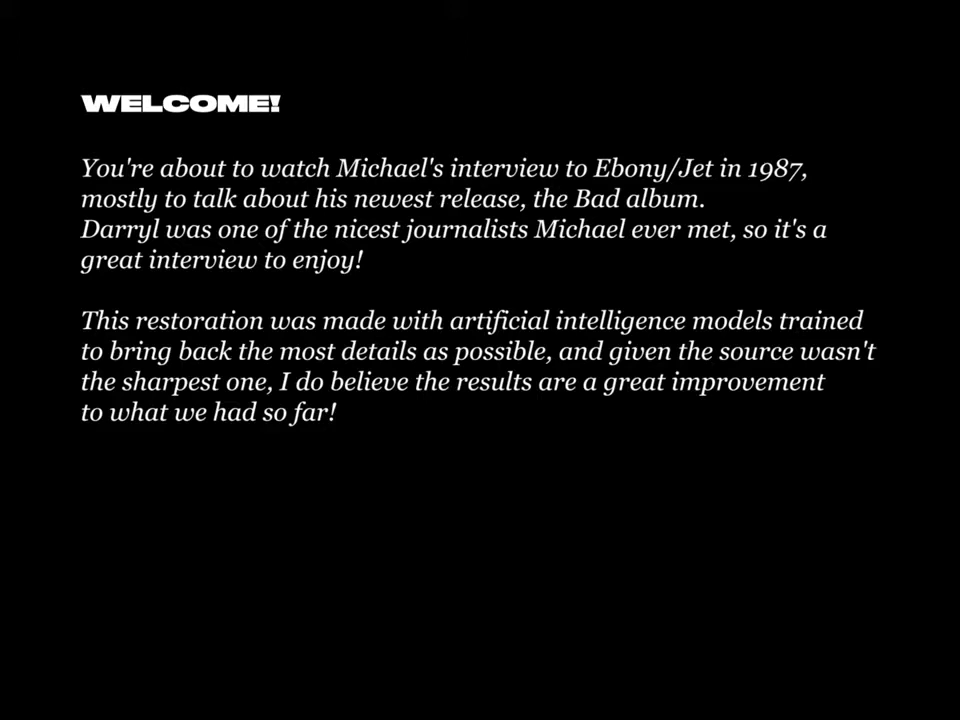 WELCOME!
You're about to watch Michael's interview to Ebony/Jet in 1987,
mostly to talk about his newest release, the Bad album.
Darryl was one of the nicest journalists Michael ever met, so it's a
great interview to enjoy!
This restoration was made with artificial intelligence models trained
to bring back the most details as possible, and given the source wasn't
the sharpest one, I do believe the results are a great improvement
to what we had so far!